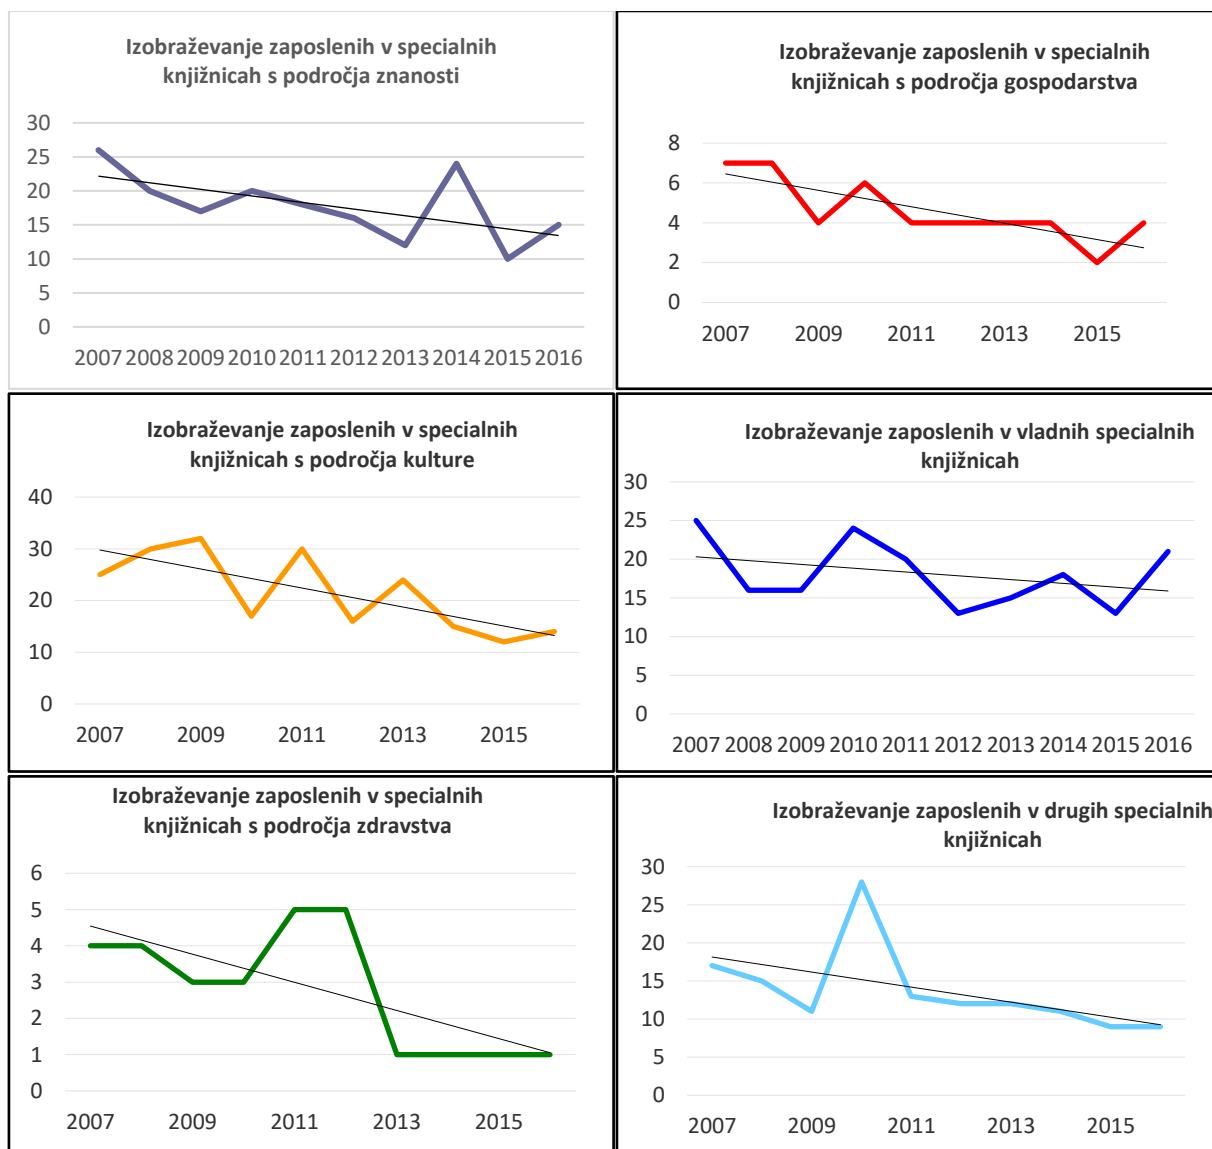 Izobraževanje zaposlenih v specialnih
knjižnicah s področja znanosti
30
25
20
15
10
5
0
2007 2008 2009 2010 2011 2012 2013 2014 2015 2016
Izobraževanje zaposlenih v specialnih
knjižnicah s področja gospodarstva
8
6
4
2
0
2007 2009 2011 2013 2015
Izobraževanje zaposlenih v specialnih
knjižnicah s področja kulture
40
30
20
10
0
2007 2009 2011 2013 2015
Izobraževanje zaposlenih v vladnih specialnih
knjižnicah
30
25
20
15
10
5
0
2007 2008 2009 2010 2011 2012 2013 2014 2015 2016
Izobraževanje zaposlenih v specialnih
knjižnicah s področja zdravstva
6
5
4
3
2
1
0
2007 2009 2011 2013 2015
Izobraževanje zaposlenih v drugih specialnih
knjižnicah
30
25
20
15
10
5
0
2007 2009 2011 2013 2015